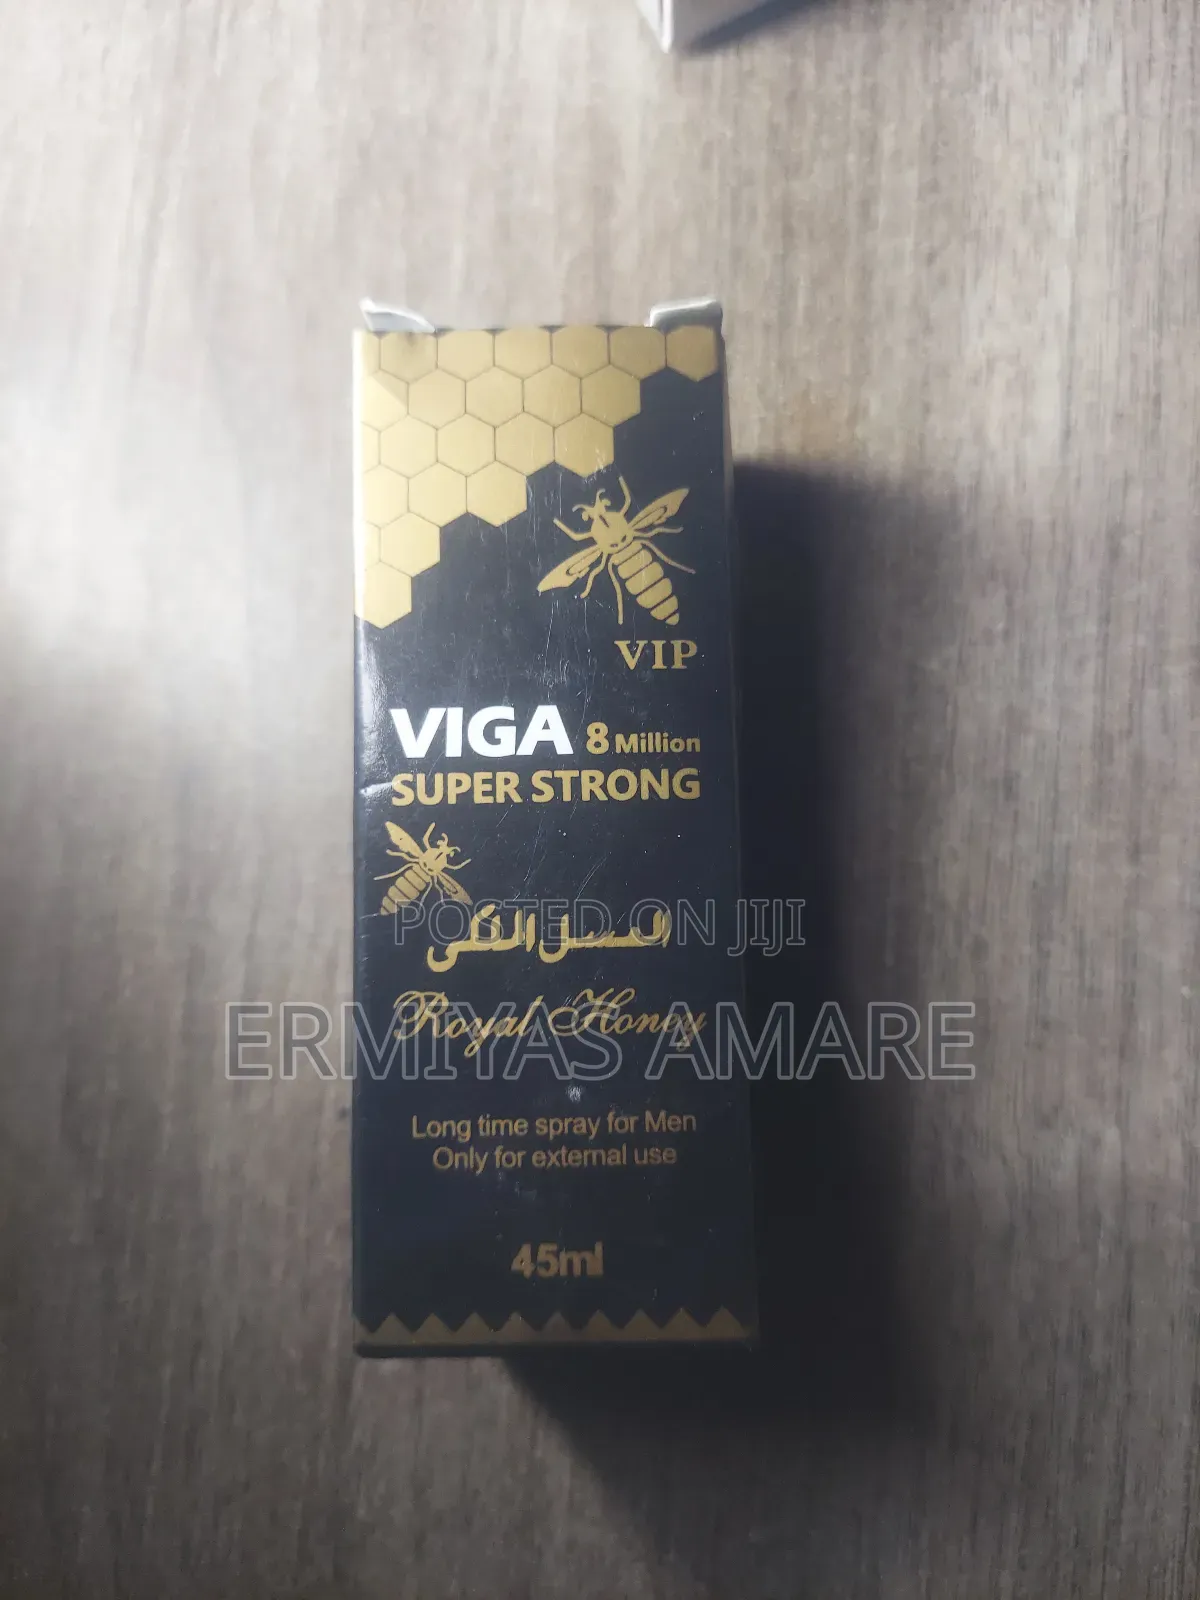 VIP
VIGA 8 Million
SUPER STRONG
العسل الملكى
POSTED ON JIJI
Royal Honey
ERMIYAS AMARE
Long time spray for Men
Only for external use
45ml